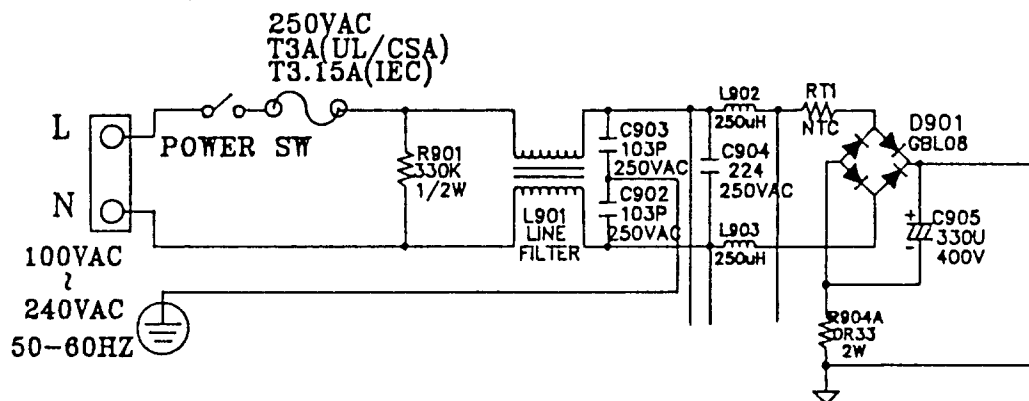 250VAC
T3A(UL/CSA)
T3.15A(IEC)
L
POWER SW
N
100VAC
~
240VAC
50-60HZ
R901
330K
1/2W
L901
LINE
FILTER
C903
103P
250VAC
C902
103P
250VAC
C904
224
250VAC
L902
250uH
L903
250uH
RT1
NTC
D901
GBL08
+
C905
330U
400V
-
R904A
0R33
2W